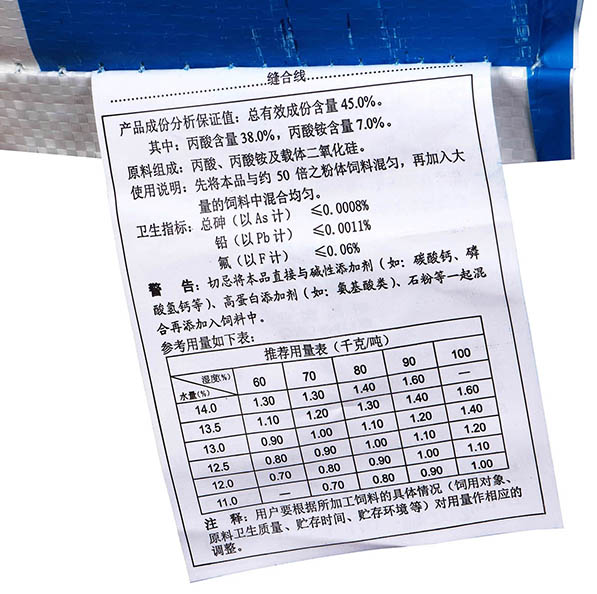 缝合线
产品成份分析保证值：总有效成份含量 45.0%。
其中：丙酸含量 38.0%，丙酸铵含量 7.0%。
原料组成：丙酸、丙酸铵及载体二氧化硅。
使用说明：先将本品与约 50 倍之粉体饲料混匀，再加入大
量的饲料中混合均匀。
卫生指标：总砷（以 As 计） ≤0.0008%
铅（以 Pb 计） ≤0.0011%
氟（以 F 计） ≤0.06%
警 告：切忌将本品直接与碱性添加剂（如：碳酸钙、磷
酸氢钙等）、高蛋白添加剂（如：氨基酸类）、石粉等一起混
合再添加入饲料中。
参考用量如下表：
推荐用量表（千克/吨）
湿度(%) 60 70 80 90 100
水量(%)
14.0 1.30 1.30 1.40 1.60 —
13.5 1.10 1.20 1.30 1.40 1.60
13.0 0.90 1.00 1.10 1.20 1.40
12.5 0.80 0.90 1.00 1.10 1.20
12.0 0.70 0.80 0.90 1.00 1.10
11.0 — 0.70 0.80 0.90 1.00
注 释：用户要根据所加工饲料的具体情况（饲用对象、
原料卫生质量、贮存时间、贮存环境等）对用量作相应的
调整。